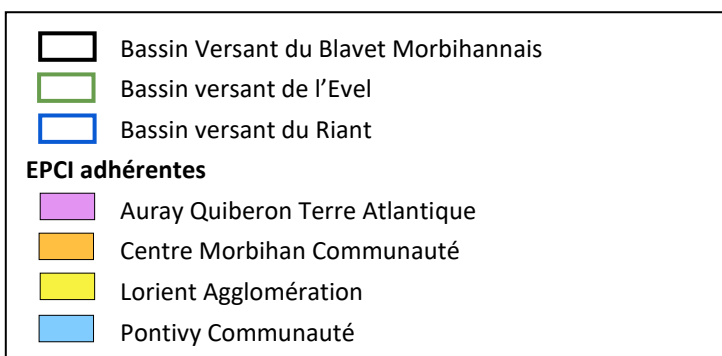 Bassin Versant du Blavet Morbihannais
Bassin versant de l’Evel
Bassin versant du Riant
EPCI adhérentes
Auray Quiberon Terre Atlantique
Centre Morbihan Communauté
Lorient Agglomération
Pontivy Communauté